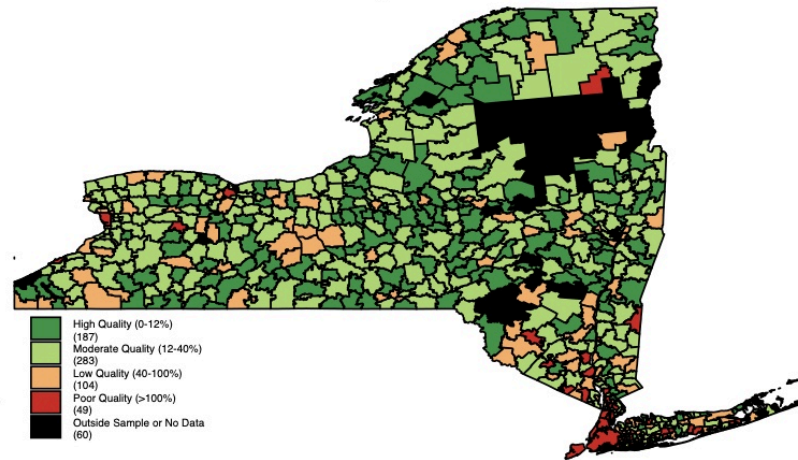 High Quality (0-12%)
(187)
Moderate Quality (12-40%)
(283)
Low Quality (40-100%)
(104)
Poor Quality (>100%)
(49)
Outside Sample or No Data
(60)